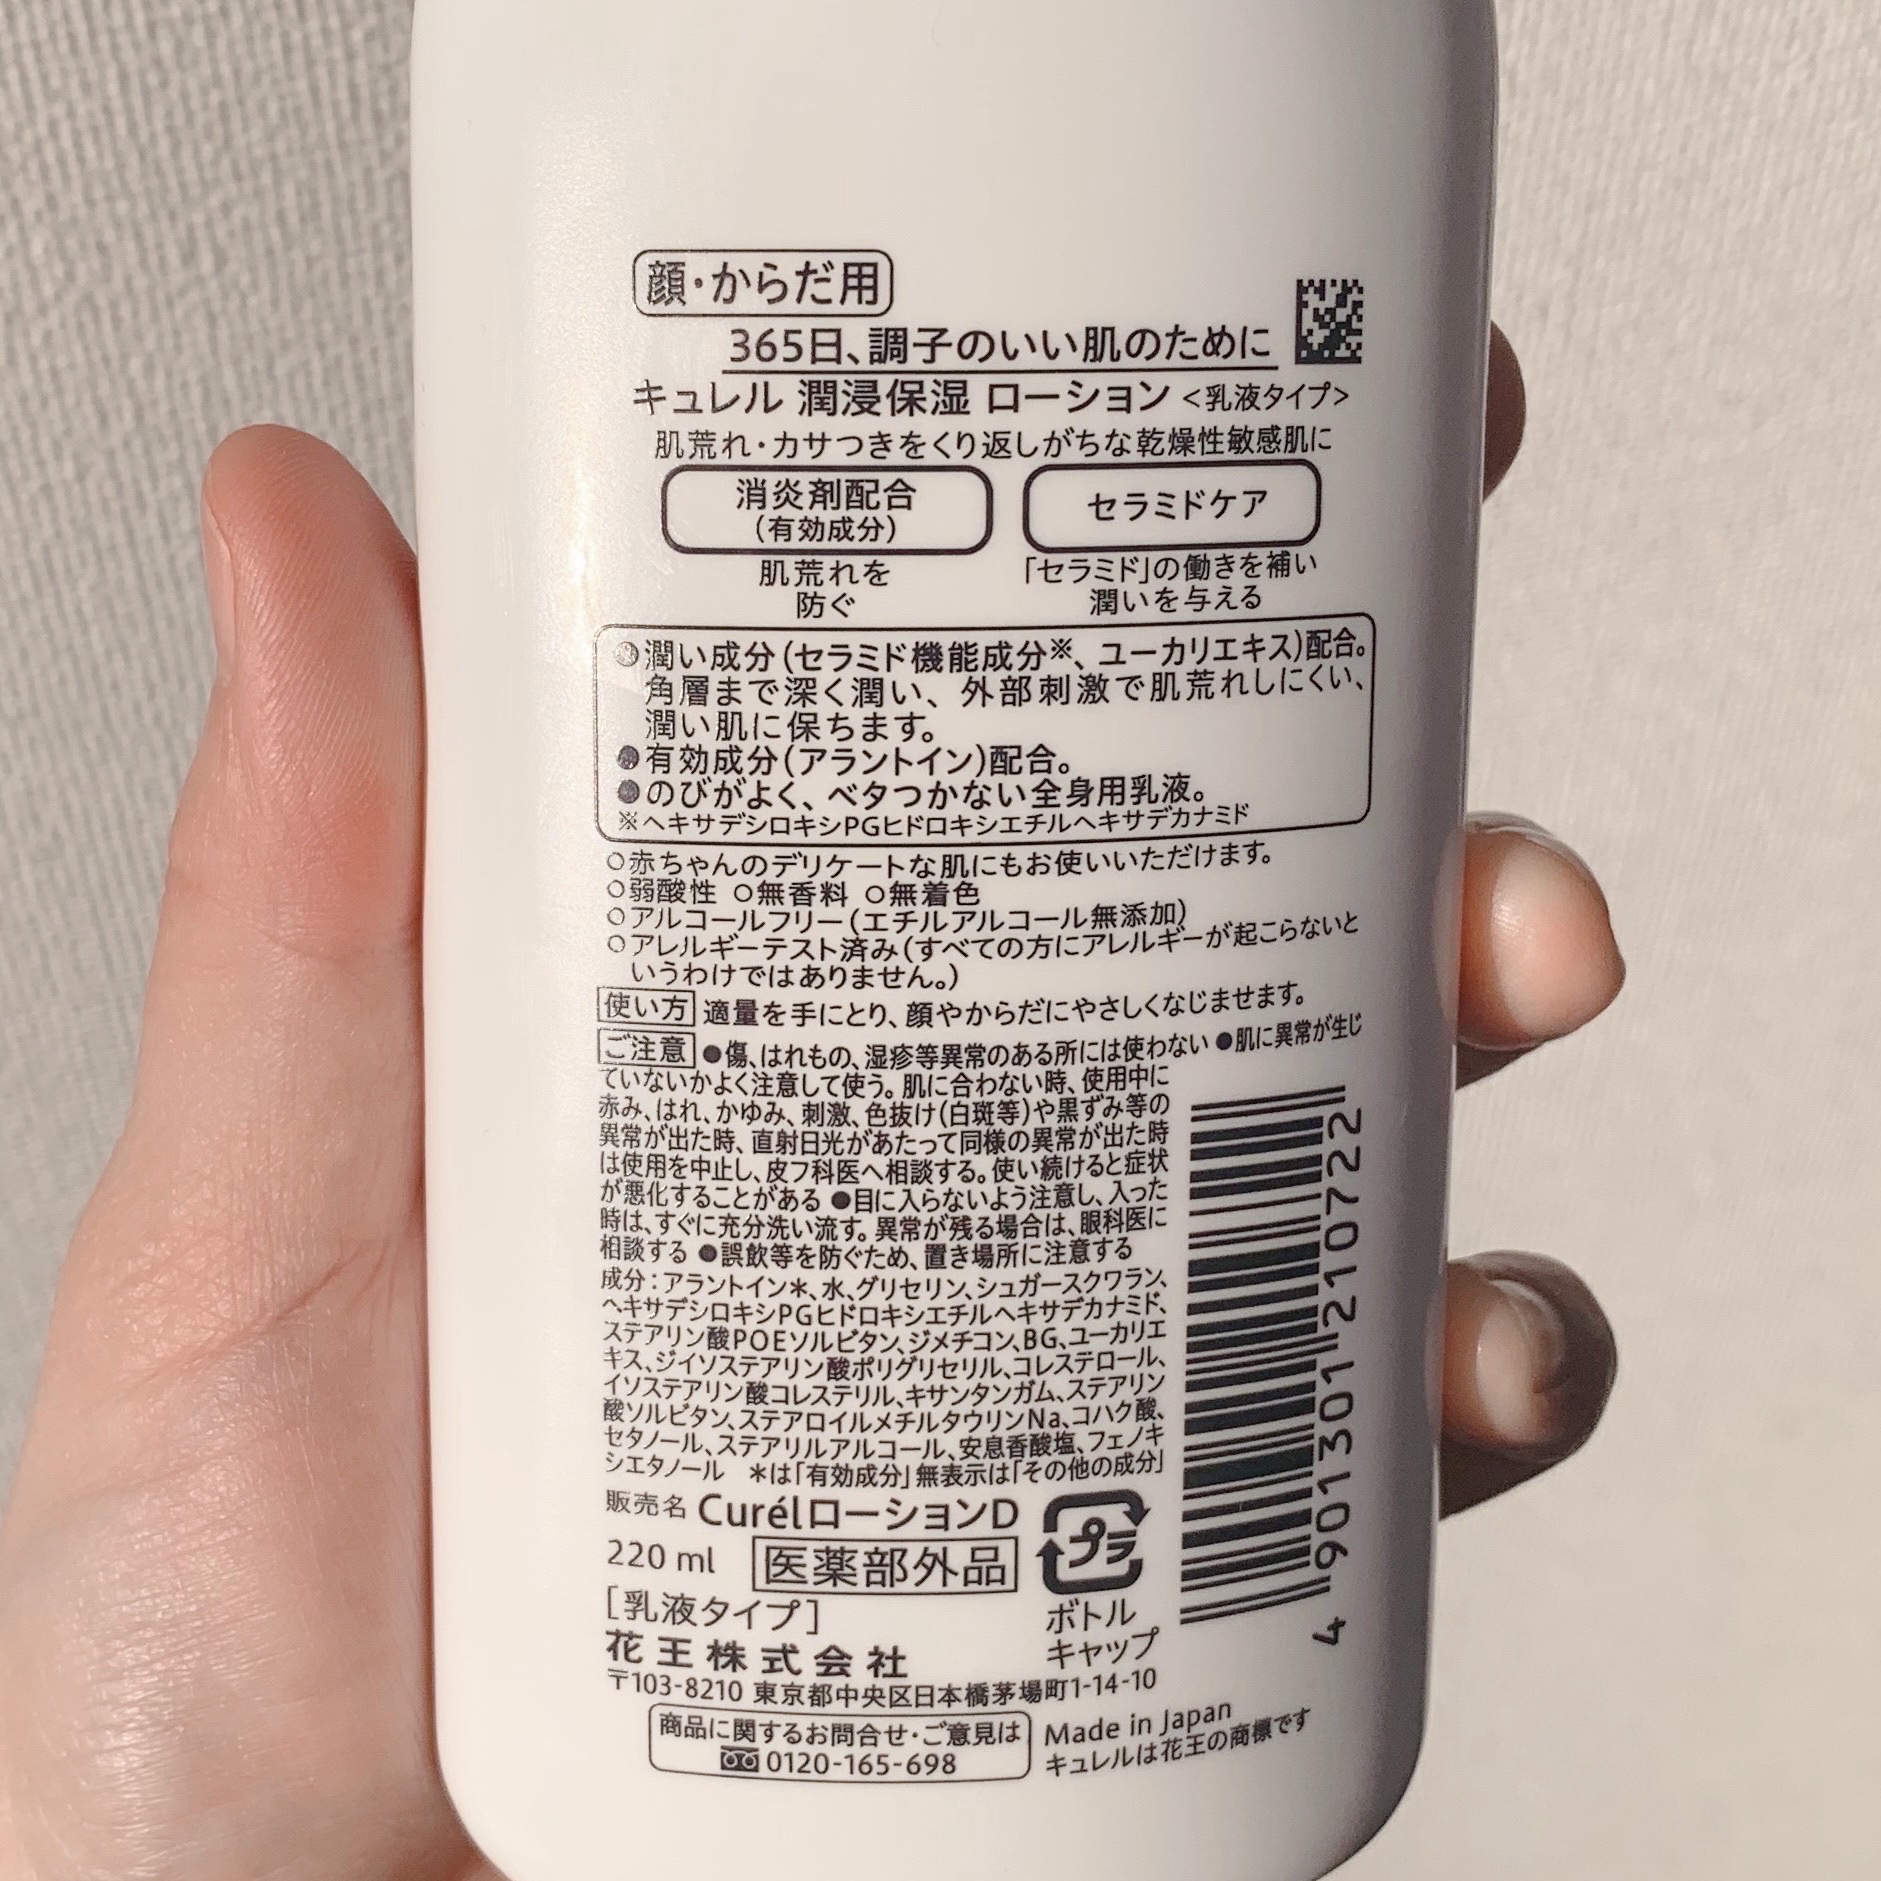 顔・からだ用
365日、調子のいい肌のために
キュレル 潤浸保湿 ローション <乳液タイプ>
肌荒れ・カサつきをくり返しがちな乾燥性敏感肌に
消炎剤配合
(有効成分)
セラミドケア
肌荒れを
防ぐ
「セラミド」の働きを補い
潤いを与える
●潤い成分(セラミド機能成分※、ユーカリエキス)配合。
角層まで深く潤い、外部刺激で肌荒れしにくい、
潤い肌に保ちます。
●有効成分(アラントイン)配合。
●のびがよく、ベタつかない全身用乳液。
※ヘキサデシロキシPGヒドロキシエチルヘキサデカナミド
○赤ちゃんのデリケートな肌にもお使いいただけます。
○弱酸性 ○無香料 ○無着色
○アルコールフリー(エチルアルコール無添加)
○アレルギーテスト済み(すべての方にアレルギーが起こらないと
いうわけではありません。)
使い方 適量を手にとり、顔やからだにやさしくなじませます。
ご注意 ●傷、はれもの、湿疹等異常のある所には使わない ●肌に異常が生じ
ていないかよく注意して使う。肌に合わない時、使用中に
赤み、はれ、かゆみ、刺激、色抜け(白斑等)や黒ずみ等の
異常が出た時、直射日光があたって同様の異常が出た時
は使用を中止し、皮フ科医へ相談する。使い続けると症状
が悪化することがある ●目に入らないよう注意し、入った
時は、すぐに充分洗い流す。異常が残る場合は、眼科医に
相談する ●誤飲等を防ぐため、置き場所に注意する
成分：アラントイン＊、水、グリセリン、シュガースクワラン、
ヘキサデシロキシPGヒドロキシエチルヘキサデカナミド、
ステアリン酸POEソルビタン、ジメチコン、BG、ユーカリエ
キス、ジイソステアリン酸ポリグリセリル、コレステロール、
イソステアリン酸コレステリル、キサンタンガム、ステアリン
酸ソルビタン、ステアロイルメチルタウリンNa、コハク酸、
セタノール、ステアリルアルコール、安息香酸塩、フェノキ
シエタノール ＊は「有効成分」無表示は「その他の成分」
販売名 CurélローションD
220 ml 医薬部外品
[乳液タイプ]
プラ
ボトル
キャップ
花王株式会社
〒103-8210 東京都中央区日本橋茅場町1-14-10
商品に関するお問合せ・ご意見は
0120-165-698
Made in Japan
キュレルは花王の商標です
4 901301 210722